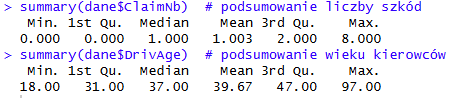 > summary(dane$ClaimNb)  # podsumowanie liczby szkód
   Min. 1st Qu.  Median    Mean 3rd Qu.    Max.
  0.000   0.000   1.000   1.003   2.000   8.000
> summary(dane$DrivAge)  # podsumowanie wieku kierowców
   Min. 1st Qu.  Median    Mean 3rd Qu.    Max.
  18.00   31.00   37.00   39.67   47.00   97.00